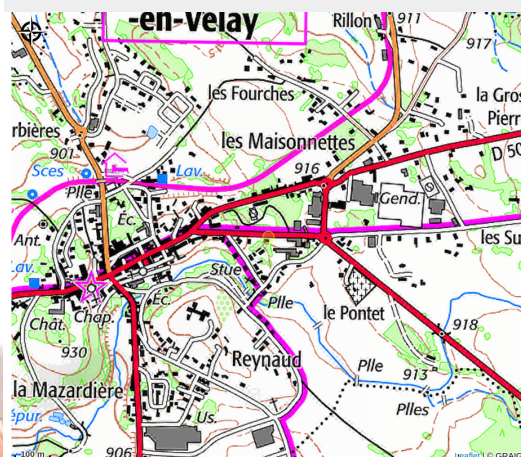 -en-Velay
Rillon
911
917
les Fourches
la Gros
Pierr
rbières
les Maisonnettes
901
916
D 50
Sces
Lav.
Plle
Gend.
Éc.
Ant.
les Su
Lav.
Stue
Plle
Éc.
Chap.
Chât.
le Pontet
918
930
Reynaud
Plle
913
la Mazardière
Plles
Us.
épur.
906
100 m
Leaflet | © GRAIG